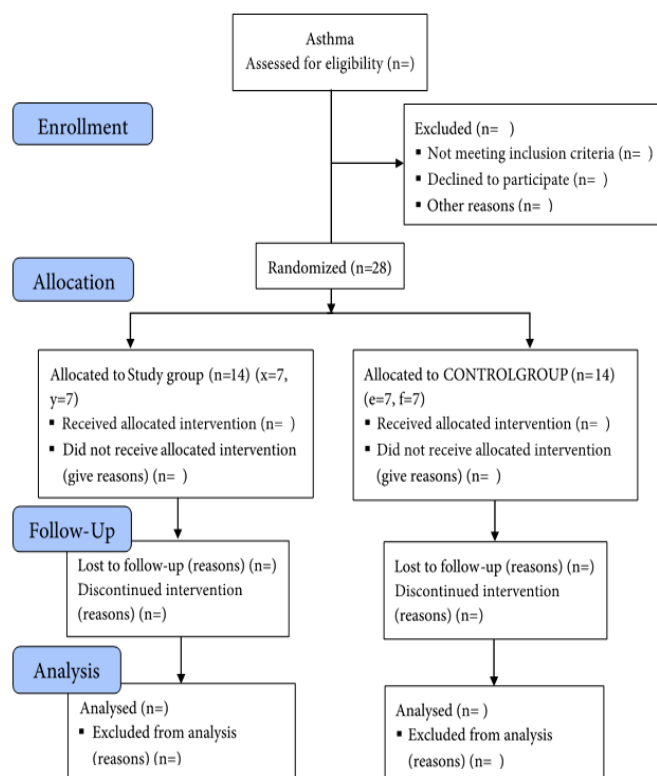 Asthma
Assessed for eligibility (n=)
Enrollment
Excluded (n=  )
▪ Not meeting inclusion criteria (n=  )
▪ Declined to participate (n=  )
▪ Other reasons (n=  )
Randomized (n=28)
Allocation
Allocated to Study group (n=14) (x=7,
y=7)
▪ Received allocated intervention (n=  )
▪ Did not receive allocated intervention
(give reasons) (n=  )
Allocated to CONTROLGROUP (n=14)
(e=7, f=7)
▪ Received allocated intervention (n=  )
▪ Did not receive allocated intervention
(give reasons) (n=  )
Follow-Up
Lost to follow-up (reasons) (n=)
Discontinued intervention
(reasons) (n=)
Lost to follow-up (reasons) (n=)
Discontinued intervention
(reasons) (n=)
Analysis
Analysed (n=)
▪ Excluded from analysis
(reasons) (n=)
Analysed (n= )
▪ Excluded from analysis
(reasons) (n=  )